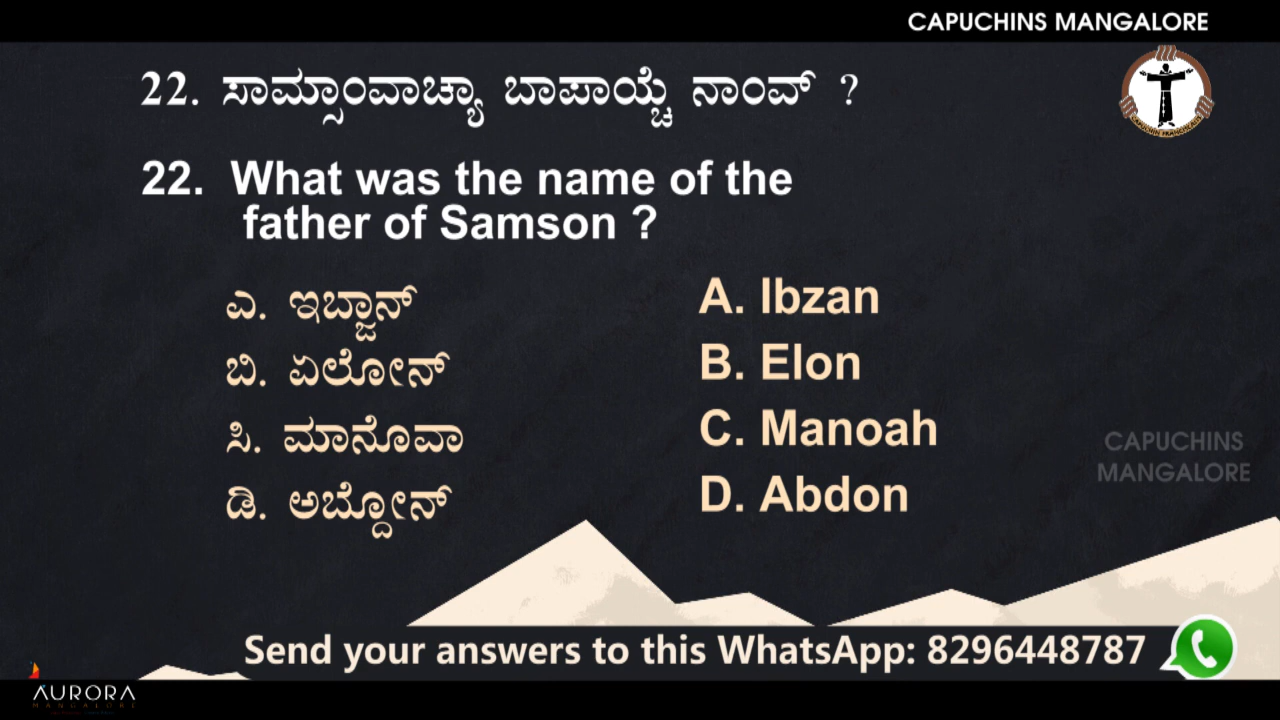 CAPUCHINS MANGALORE
22. ಸಾಮ್ಸಾಂವಾಚ್ಯಾ ಬಾಪಾಯ್ಚೆ ನಾಂವ್ ?
22. What was the name of the
father of Samson ?
ಎ. ಇಬ್ಜಾನ್
A. Ibzan
ಬಿ. ಏಲೋನ್
B. Elon
ಸಿ. ಮಾನೊವಾ
C. Manoah
ಡಿ. ಅಬ್ದೋನ್
D. Abdon
CAPUCHINS
MANGALORE
Send your answers to this WhatsApp: 8296448787
AURORA
MANGALORE